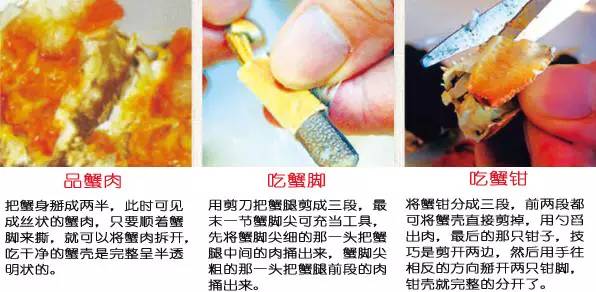 品蟹肉
把蟹身掰成两半，此时可见
成丝状的蟹肉，只要顺着蟹
脚来撕，就可以将蟹肉拆开，
吃干净的蟹壳是完整呈半透
明状的。
吃蟹脚
用剪刀把蟹腿剪成三段，最
末一节蟹脚尖可充当工具，
先将蟹脚尖细的那一头把蟹
腿中间的肉捅出来，蟹脚尖
粗的那一头把蟹腿前段的肉
捅出来。
吃蟹钳
将蟹钳分成三段，前两段都
可将蟹壳直接剪掉，用勺舀
出肉，最后的那只钳子，技
巧是剪开两边，然后用手往
相反的方向掰开两只钳脚，
钳壳就完整的分开了。